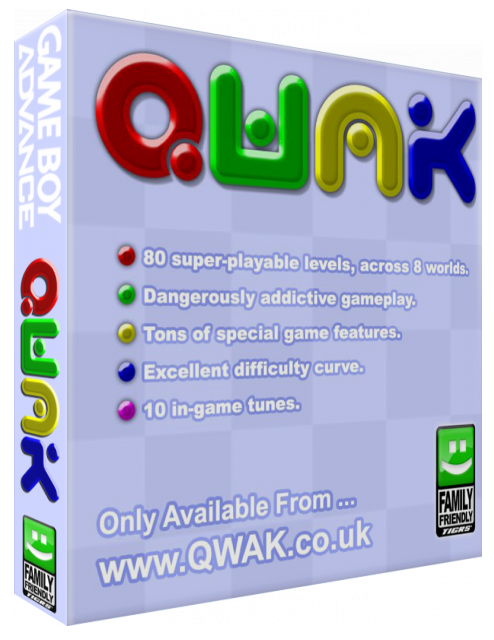 GAME BOY
ADVANCE
QWAK
FAMILY
FRIENDLY
TIGRS
QWAK
80 super-playable levels, across 8 worlds.
Dangerously addictive gameplay.
Tons of special game features.
Excellent difficulty curve.
10 in-game tunes.
FAMILY
FRIENDLY
TIGRS
Only Available From ...
www.QWAK.co.uk